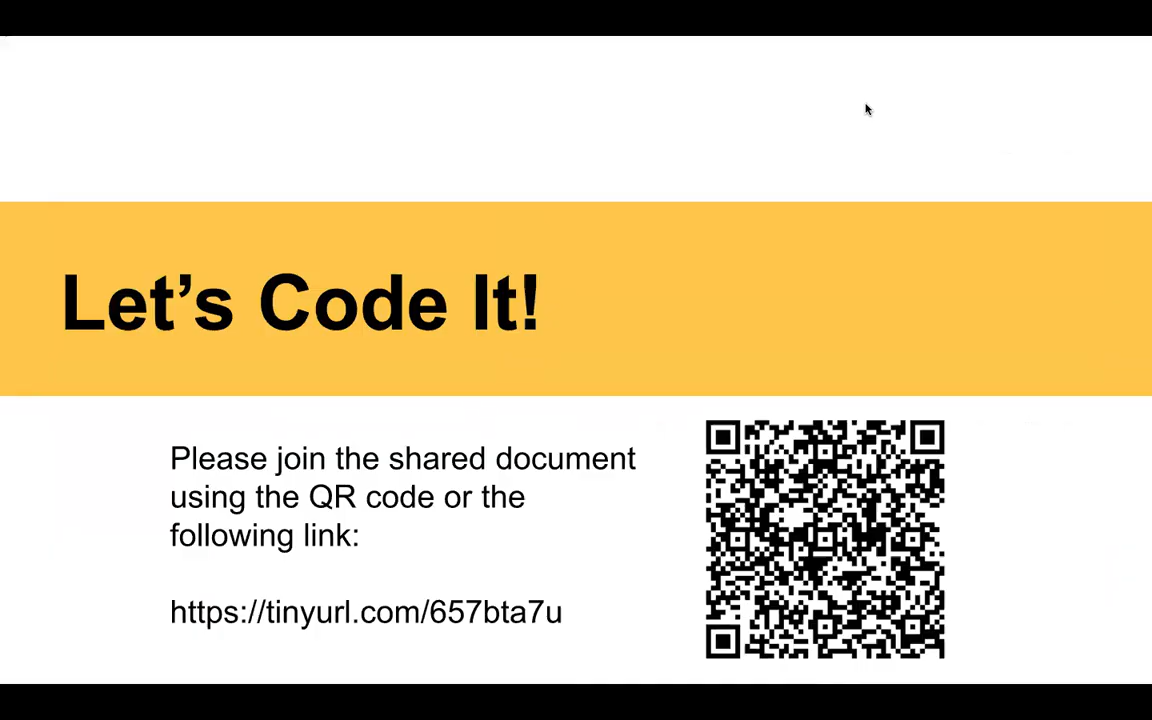 Let’s Code It!
Please join the shared document
using the QR code or the
following link:
https://tinyurl.com/657bta7u